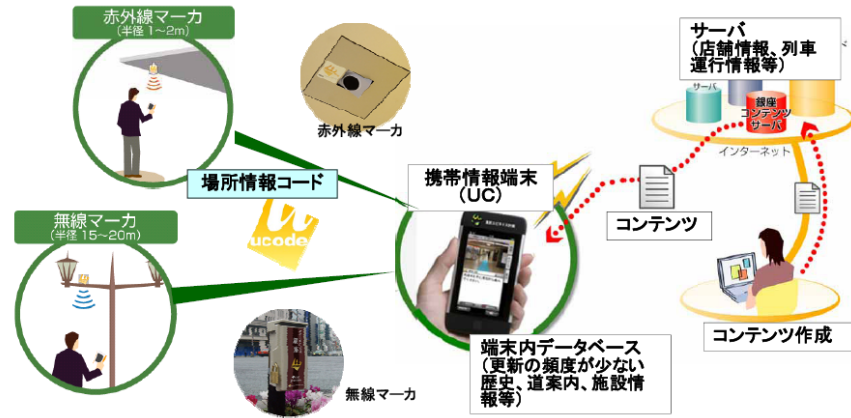 赤外線マーカ
(半径1~2m)
赤外線マーカ
サーバ
(店舗情報、列車
運行情報等)
サーバ
銀座
コンテンツ
サーバ
インターネット
場所情報コード
携帯情報端末
(UC)
コンテンツ
無線マーカ
(半径15~20m)
ucode
無線マーカ
端末内データベース
(更新の頻度が少ない
歴史、道案内、施設情
報等)
コンテンツ作成